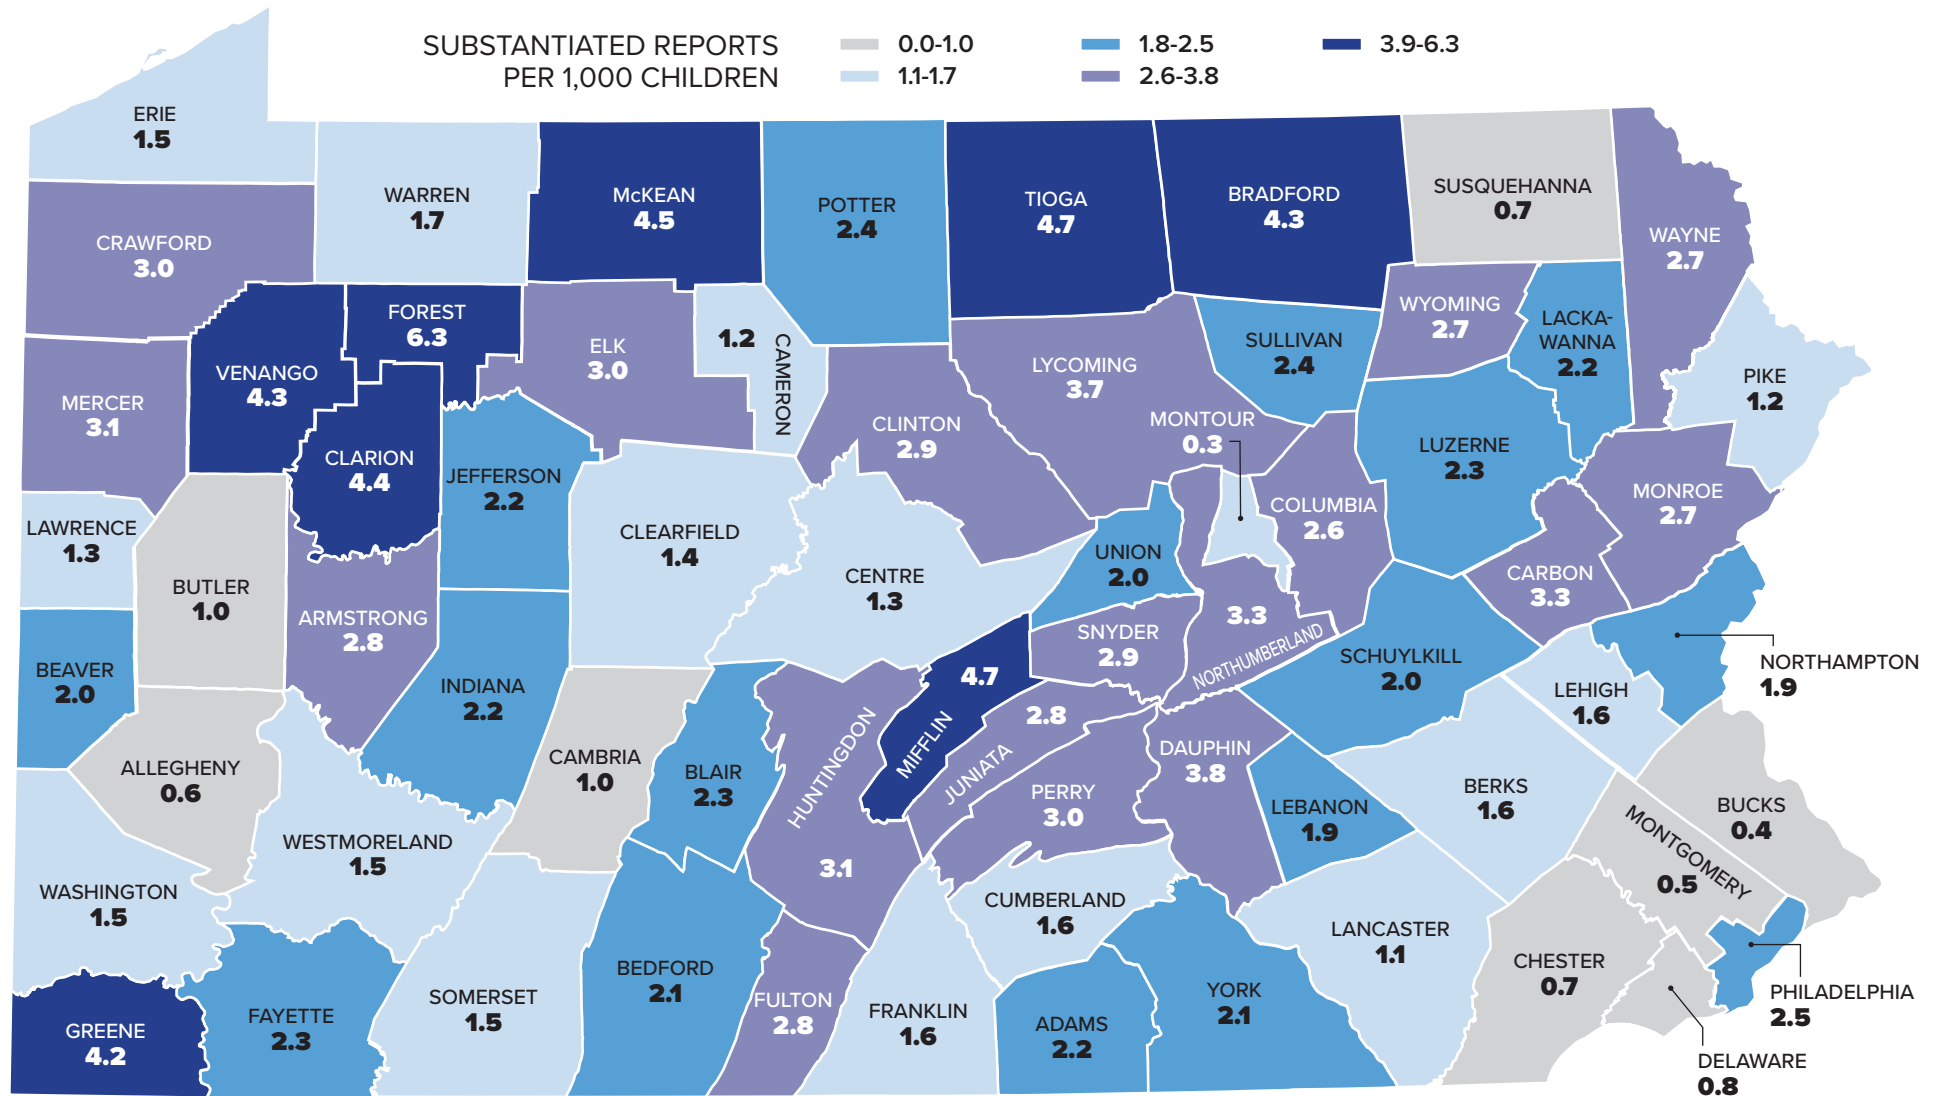 SUBSTANTIATED REPORTS
PER 1,000 CHILDREN
0.0-1.0
1.1-1.7
1.8-2.5
2.6-3.8
3.9-6.3
ERIE
1.5
CRAWFORD
3.0
WARREN
1.7
McKEAN
4.5
POTTER
2.4
TIOGA
4.7
BRADFORD
4.3
SUSQUEHANNA
0.7
WAYNE
2.7
FOREST
6.3
VENANGO
4.3
ELK
3.0
1.2
CAMERON
LYCOMING
3.7
SULLIVAN
2.4
WYOMING
2.7
LACKA-
WANNA
2.2
PIKE
1.2
MERCER
3.1
CLARION
4.4
JEFFERSON
2.2
CLINTON
2.9
MONTOUR
0.3
COLUMBIA
2.6
LUZERNE
2.3
MONROE
2.7
LAWRENCE
1.3
BUTLER
1.0
ARMSTRONG
2.8
CLEARFIELD
1.4
CENTRE
1.3
UNION
2.0
SNYDER
2.9
3.3
NORTHUMBERLAND
CARBON
3.3
SCHUYLKILL
2.0
NORTHAMPTON
1.9
LEHIGH
1.6
BEAVER
2.0
INDIANA
2.2
ALLEGHENY
0.6
CAMBRIA
1.0
BLAIR
2.3
HUNTINGDON
3.1
4.7
MIFFLIN
2.8
JUNIATA
PERRY
3.0
DAUPHIN
3.8
LEBANON
1.9
BERKS
1.6
BUCKS
0.4
MONTGOMERY
0.5
WESTMORELAND
1.5
WASHINGTON
1.5
CUMBERLAND
1.6
LANCASTER
1.1
CHESTER
0.7
PHILADELPHIA
2.5
DELAWARE
0.8
GREENE
4.2
FAYETTE
2.3
SOMERSET
1.5
BEDFORD
2.1
FULTON
2.8
FRANKLIN
1.6
ADAMS
2.2
YORK
2.1